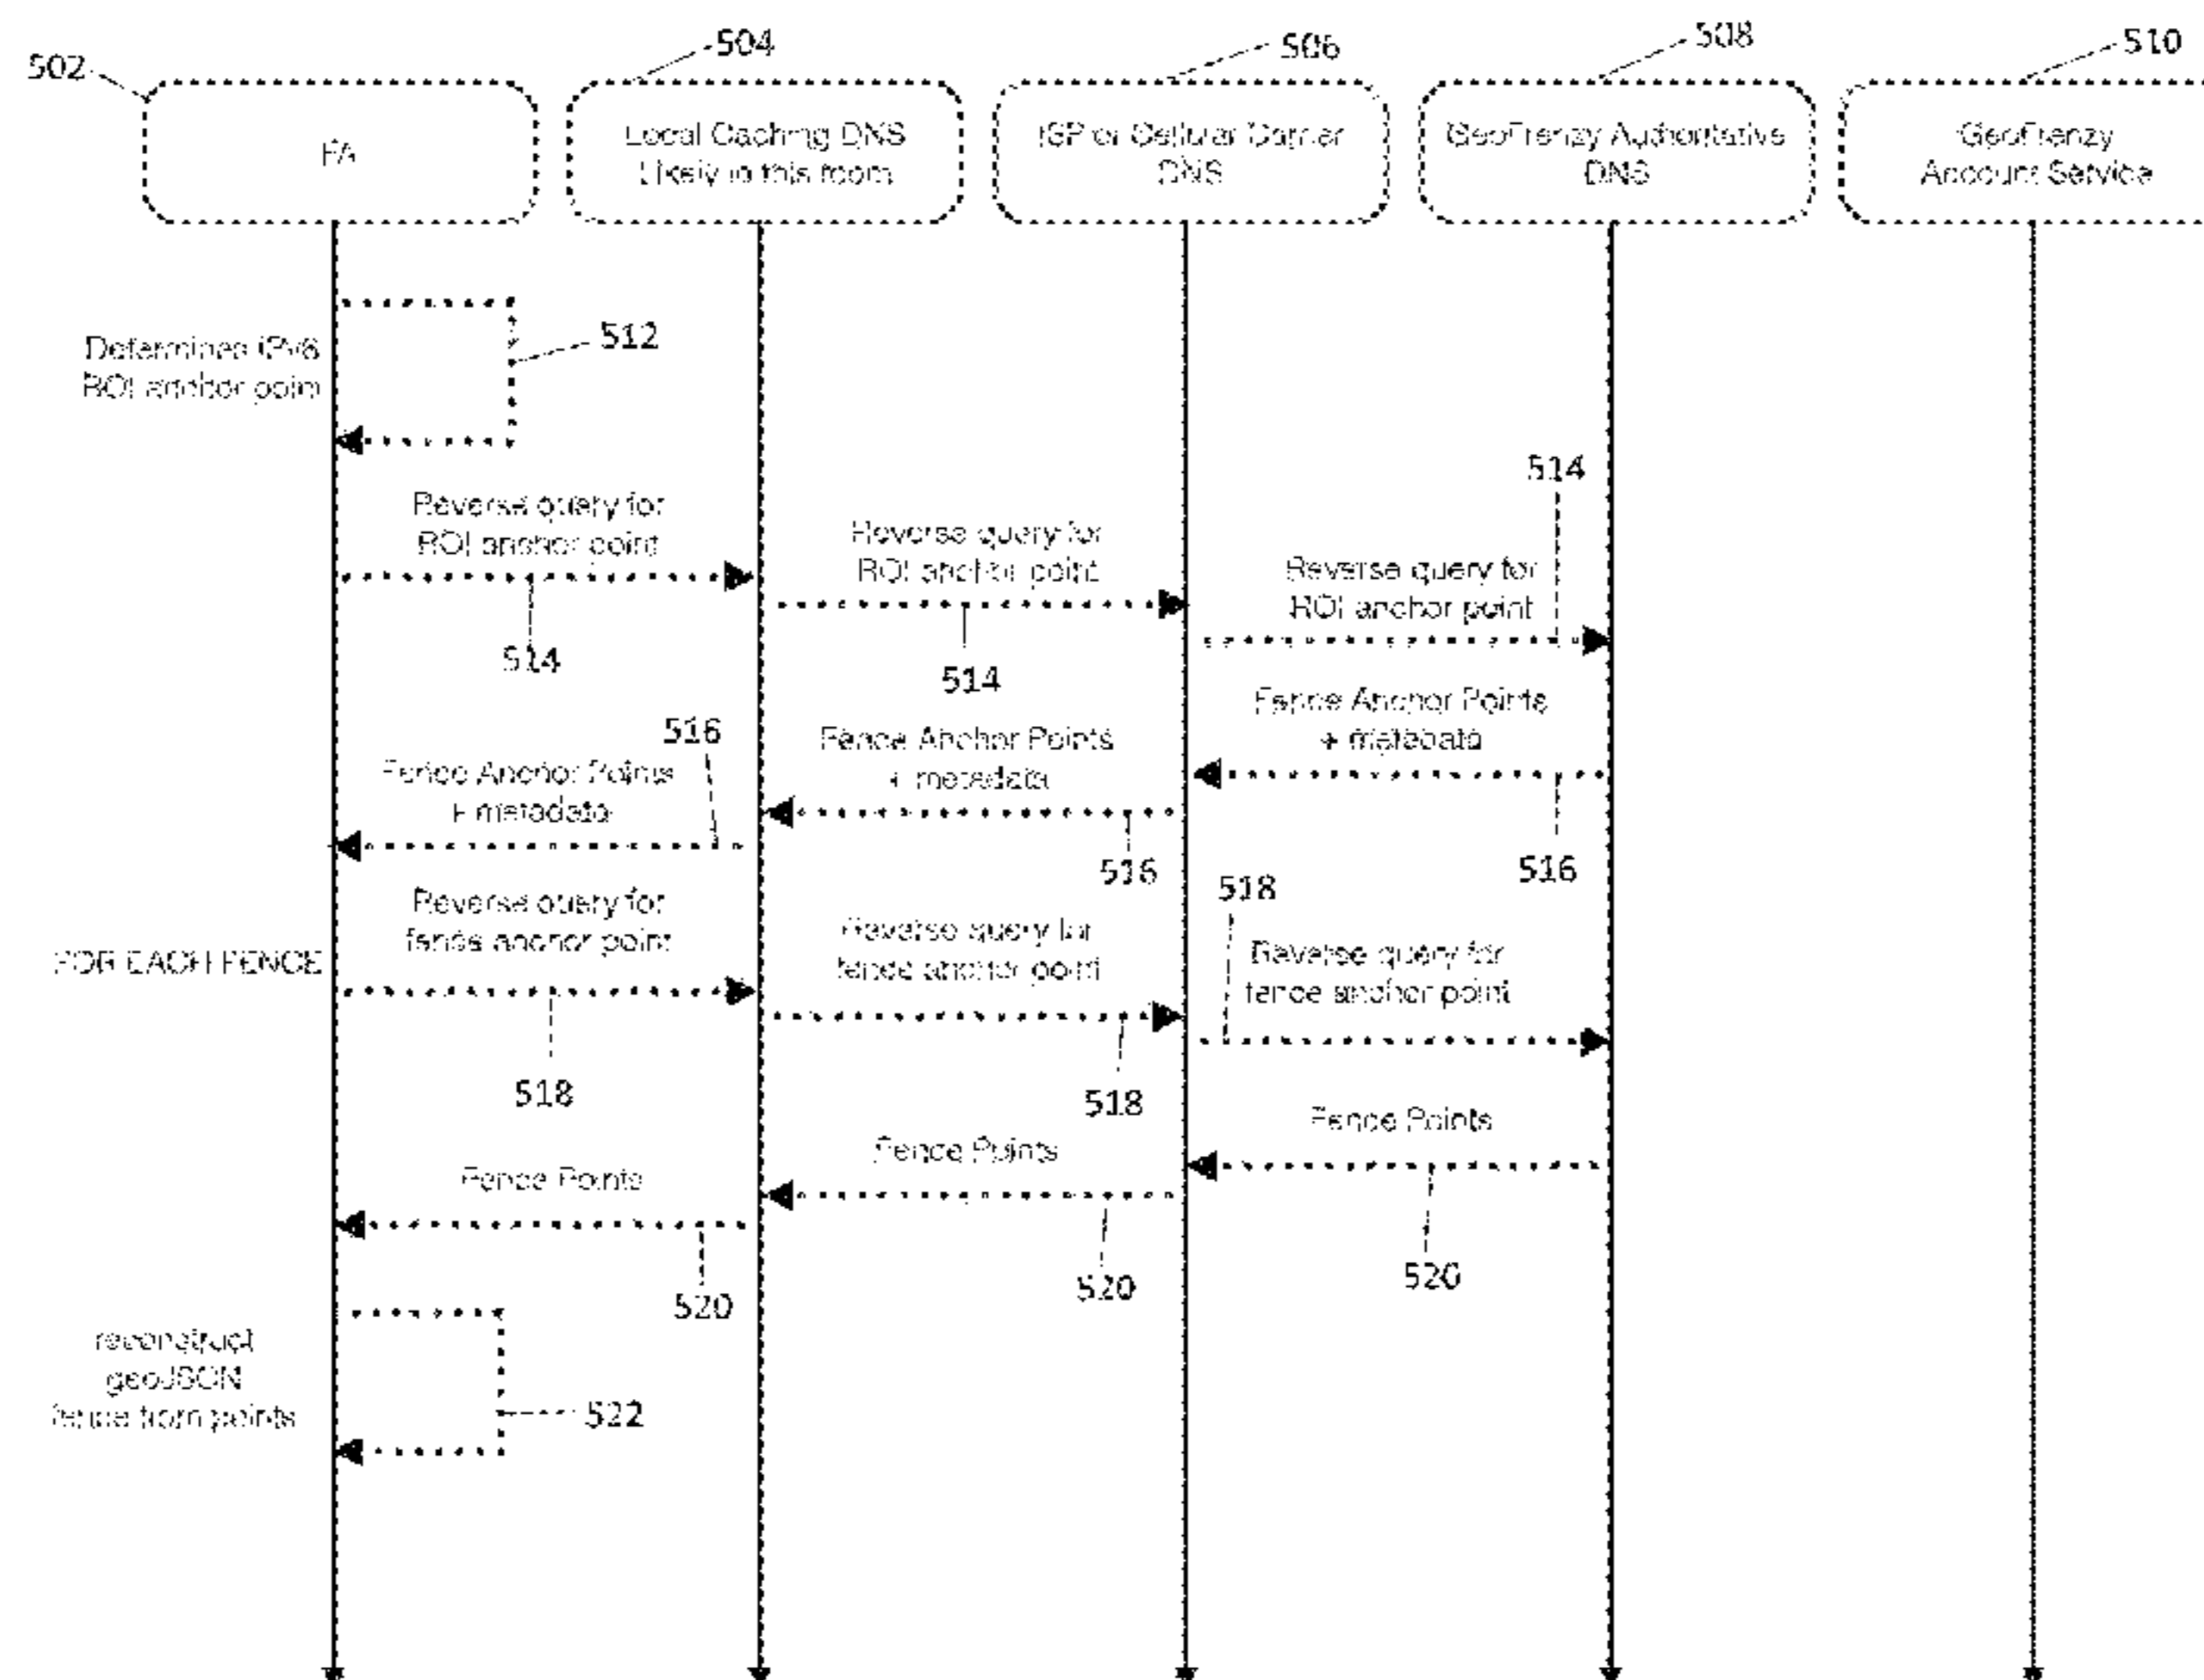 502
504
506
508
510
FA
Local Caching DNS
Likely in this room
ISP or Cellular Carrier
DNS
GeoFrenzy Authoritative
DNS
GeoFrenzy
Account Service
Determines IPv6
ROI anchor point
512
Reverse query for
ROI anchor point
514
Reverse query for
ROI anchor point
514
514
Reverse query for
ROI anchor point
Fence Anchor Points
+ metadata
516
Fence Anchor Points
+ metadata
516
516
Fence Anchor Points
+ metadata
FOR EACH FENCE
Reverse query for
fence anchor point
518
Reverse query for
fence anchor point
518
518
Reverse query for
fence anchor point
Fence Points
520
Fence Points
520
Fence Points
520
reconstruct
geoJSON
fence from points
522